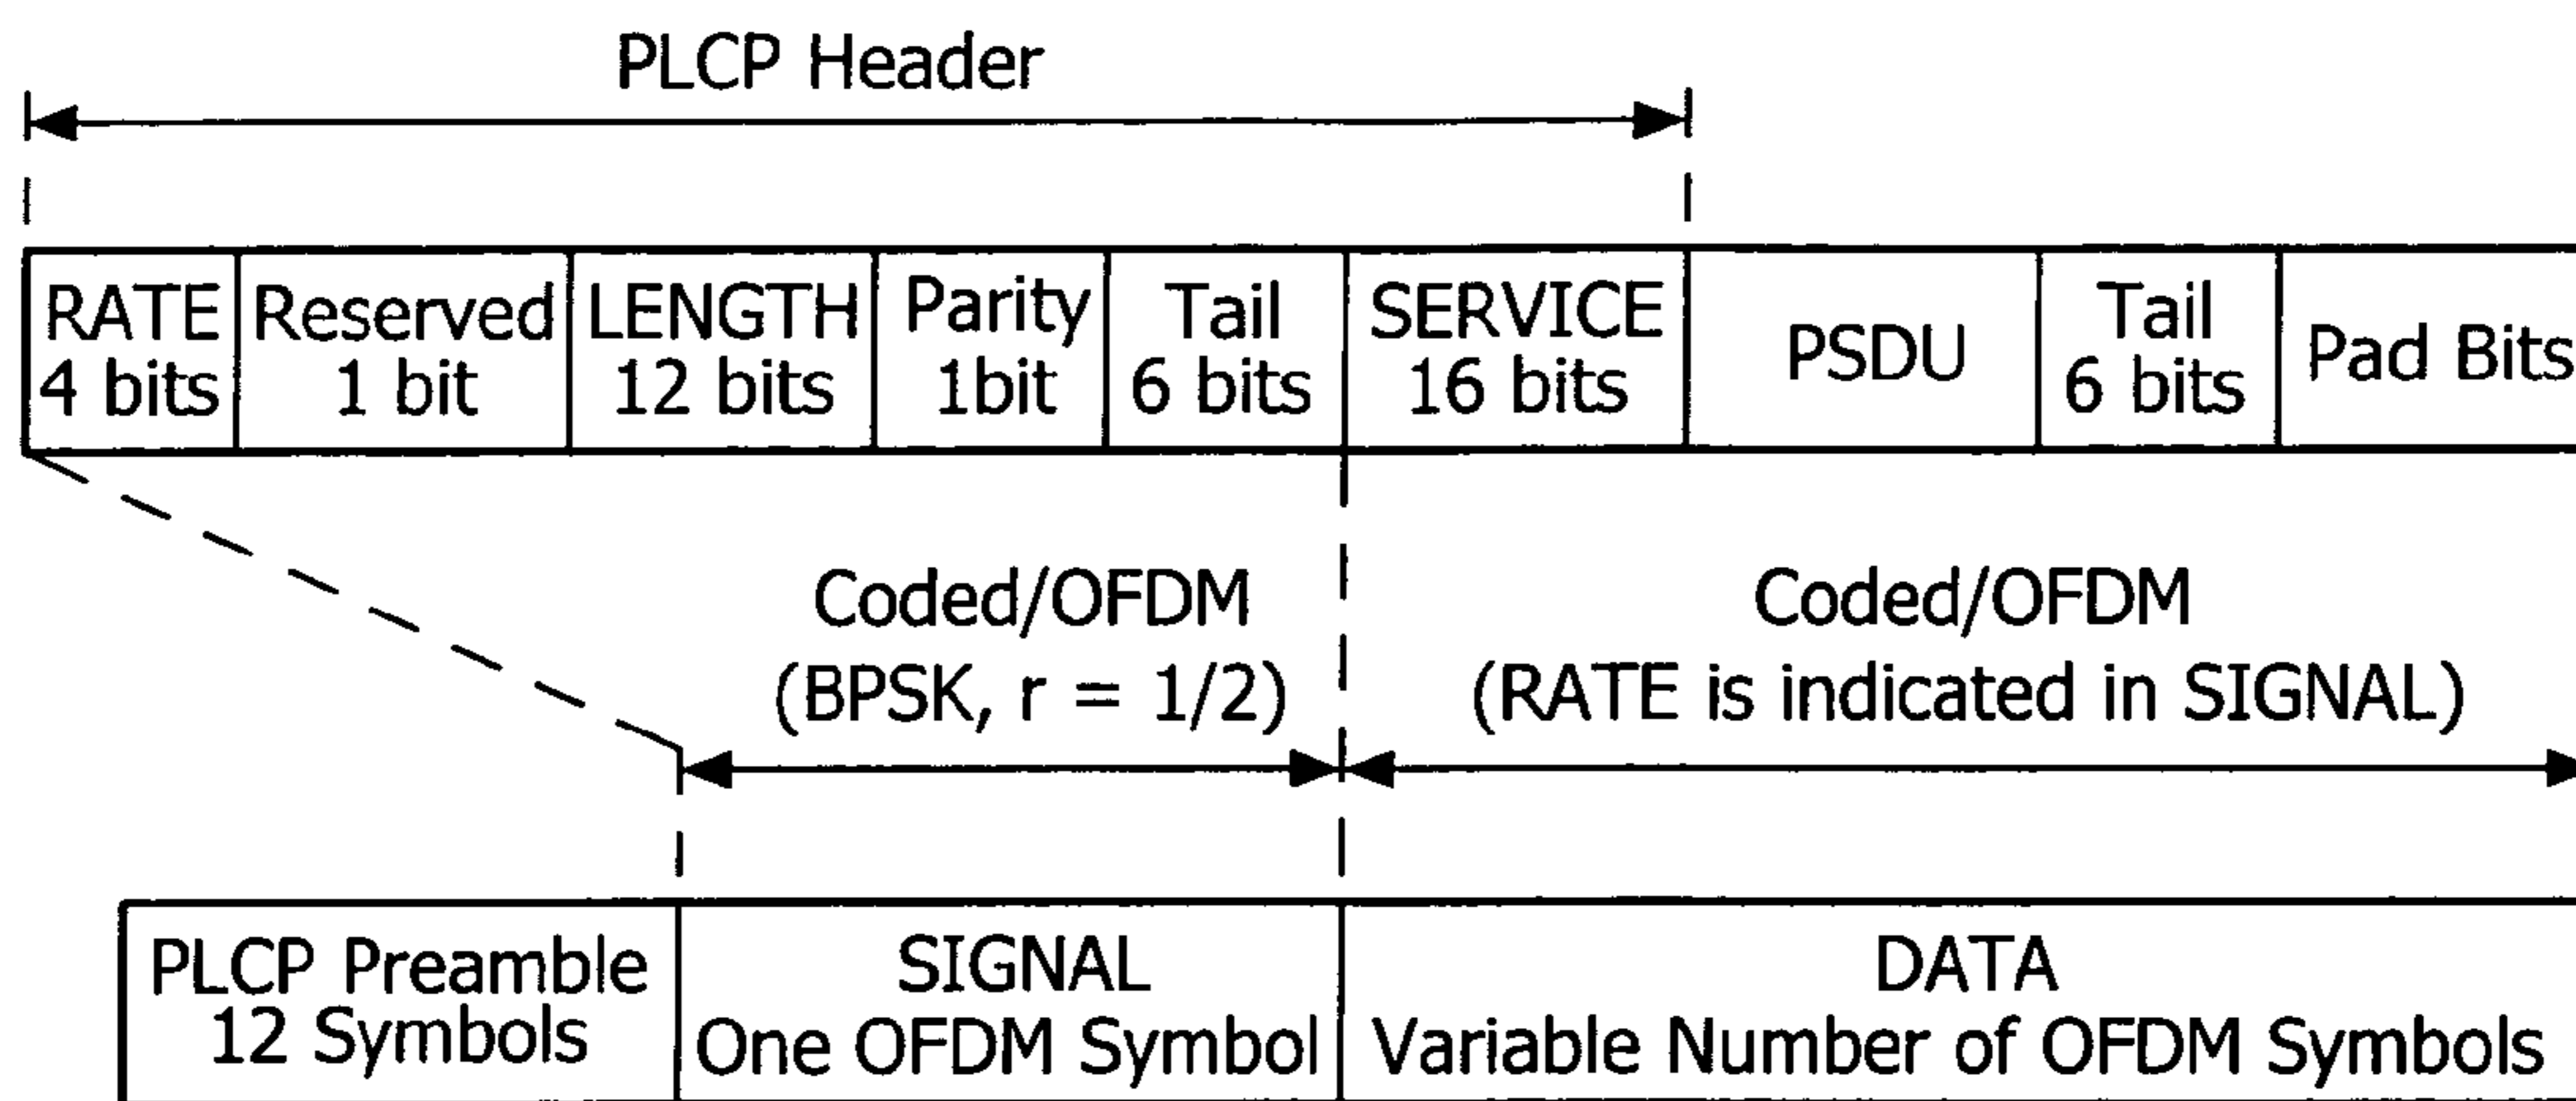 PLCP Header
RATE
4 bits
Reserved
1 bit
LENGTH
12 bits
Parity
1bit
Tail
6 bits
SERVICE
16 bits
PSDU
Tail
6 bits
Pad Bits
Coded/OFDM
(BPSK, r = 1/2)
Coded/OFDM
(RATE is indicated in SIGNAL)
PLCP Preamble
12 Symbols
SIGNAL
One OFDM Symbol
DATA
Variable Number of OFDM Symbols